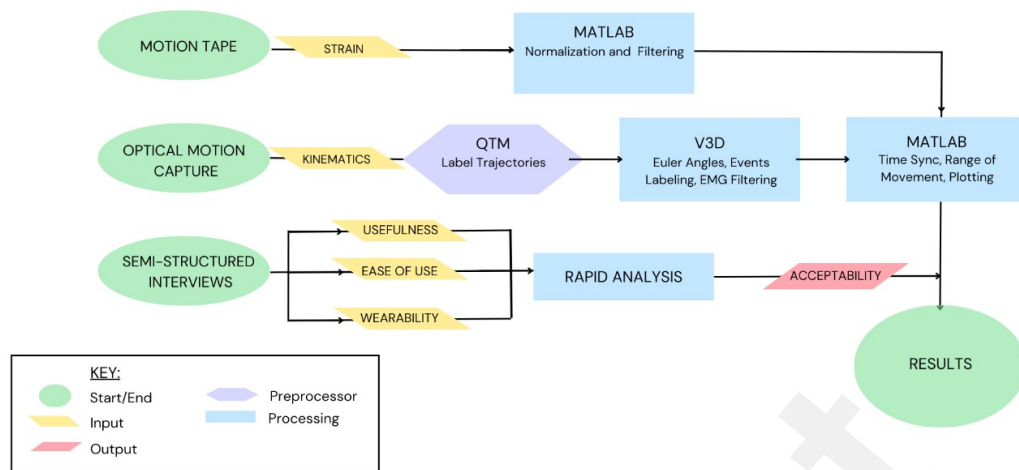 MOTION TAPE
STRAIN
MATLAB
Normalization and Filtering
OPTICAL MOTION
CAPTURE
KINEMATICS
QTM
Label Trajectories
V3D
Euler Angles, Events
Labeling, EMG Filtering
MATLAB
Time Sync, Range of
Movement, Plotting
SEMI-STRUCTURED
INTERVIEWS
USEFULNESS
EASE OF USE
WEARABILITY
RAPID ANALYSIS
ACCEPTABILITY
RESULTS
KEY:
Start/End
Input
Output
Preprocessor
Processing